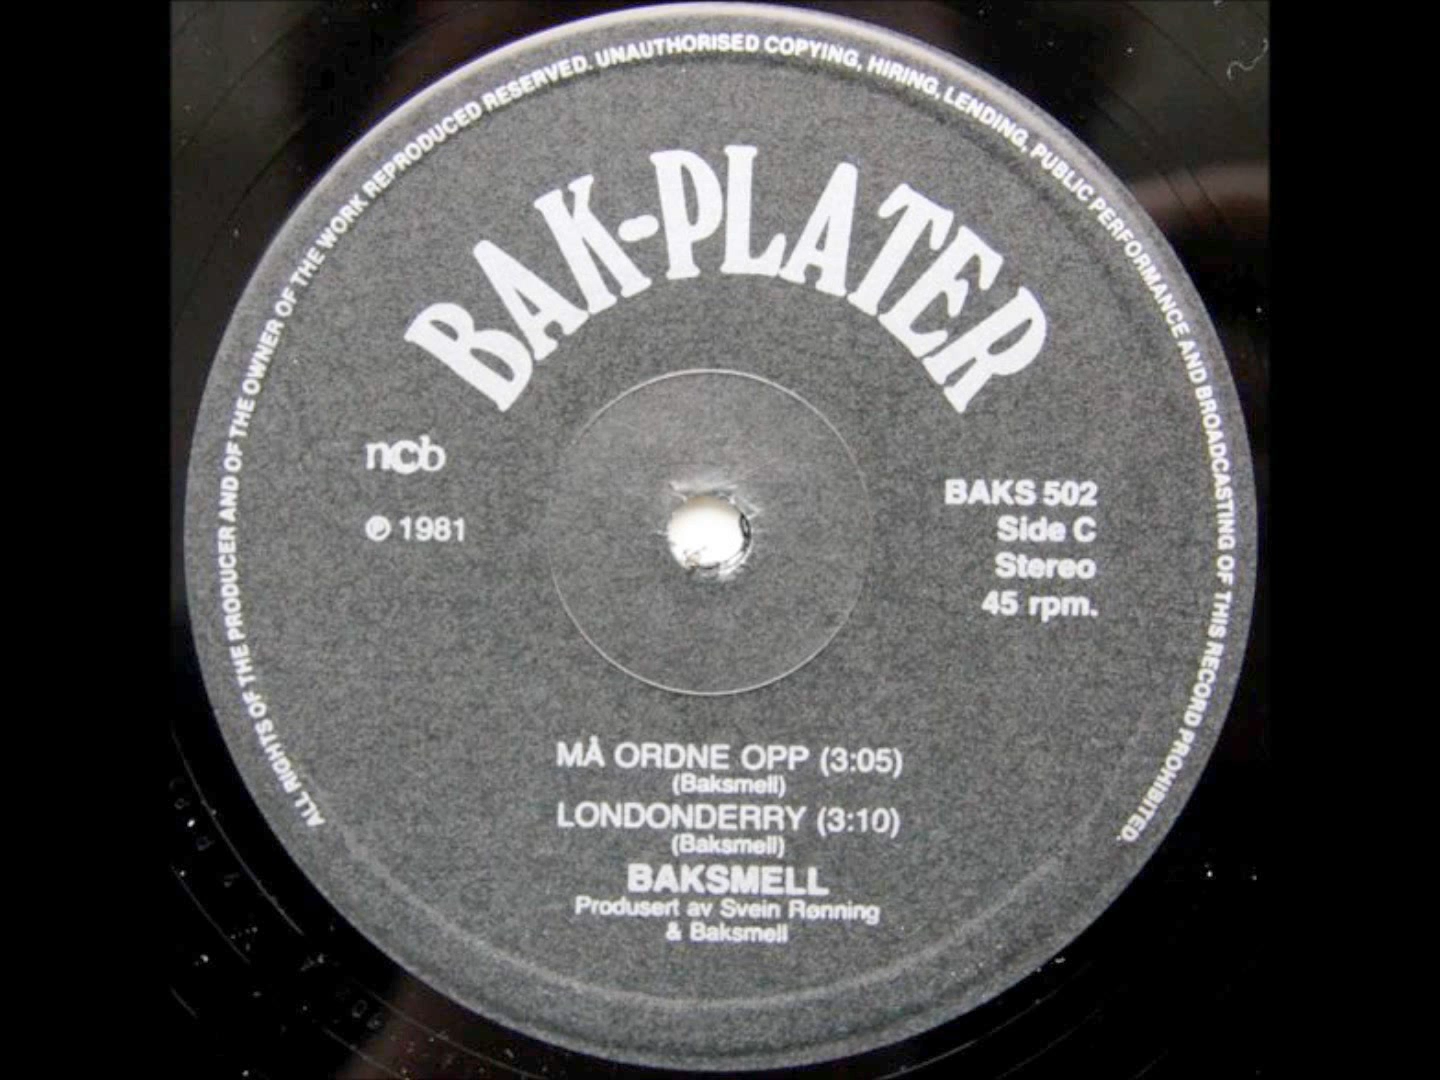 ALL RIGHTS OF THE PRODUCER AND OF THE OWNER OF THE WORK REPRODUCED RESERVED. UNAUTHORISED COPYING, HIRING, LENDING, PUBLIC PERFORMANCE AND BROADCASTING OF THIS RECORD PROHIBITED.
BAK-PLATER
ncb
℗ 1981
BAKS 502
Side C
Stereo
45 rpm.
MÅ ORDNE OPP (3:05)
(Baksmell)
LONDONDERRY (3:10)
(Baksmell)
BAKSMELL
Produsert av Svein Rønning
& Baksmell